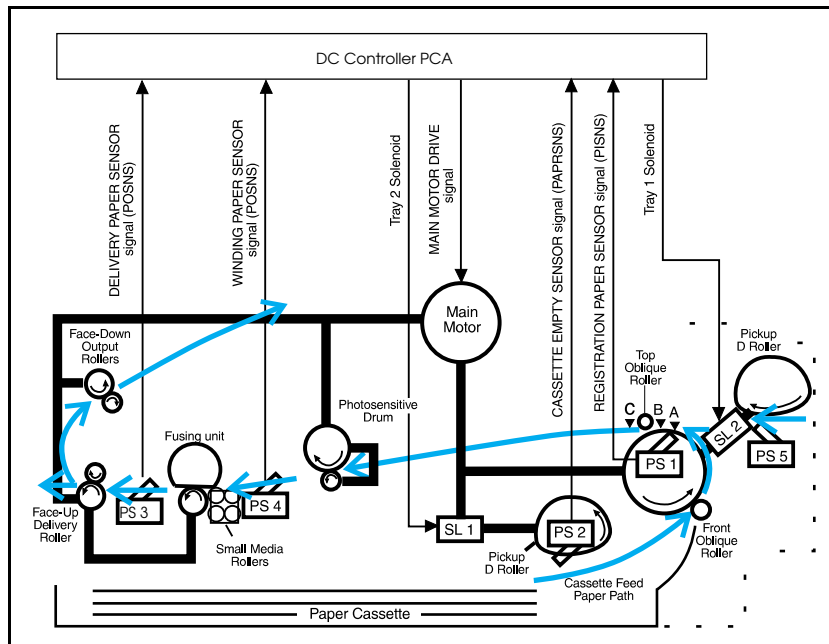 DC Controller PCA
DELIVERY PAPER SENSOR
signal (POSNS)
WINDING PAPER SENSOR
signal (POSNS)
Tray 2 Solenoid
MAIN MOTOR DRIVE
signal
CASSETTE EMPTY SENSOR signal (PAPRSNS)
REGISTRATION PAPER SENSOR signal (PISNS)
Tray 1 Solenoid
Main
Motor
Face-Down
Output
Rollers
Top
Oblique
Roller
Pickup
D Roller
C
B
A
Photosensitive
Drum
Fusing unit
SL 2
PS 1
PS 5
PS 3
PS 4
Face-Up
Delivery
Roller
Small Media
Rollers
SL 1
PS 2
Pickup
D Roller
Front
Oblique
Roller
Cassette Feed
Paper Path
Paper Cassette